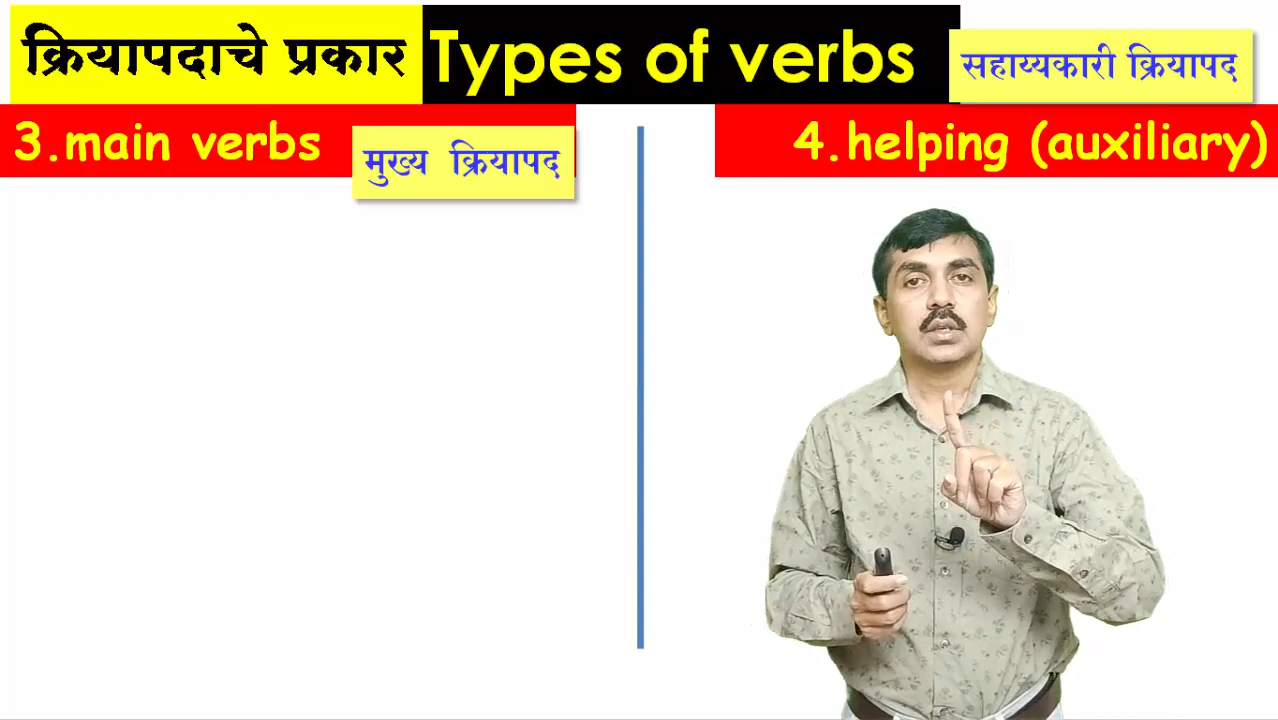 क्रियापदाचे प्रकार Types of verbs
सहाय्यकारी क्रियापद
3.main verbs
मुख्य क्रियापद
4.helping (auxiliary)